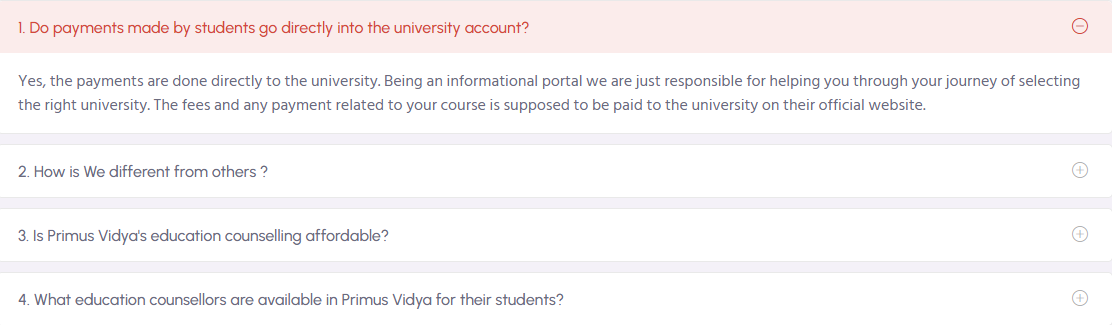 1. Do payments made by students go directly into the university account?
Yes, the payments are done directly to the university. Being an informational portal we are just responsible for helping you through your journey of selecting
the right university. The fees and any payment related to your course is supposed to be paid to the university on their official website.
2. How is We different from others ?
3. Is Primus Vidya's education counselling affordable?
4. What education counsellors are available in Primus Vidya for their students?